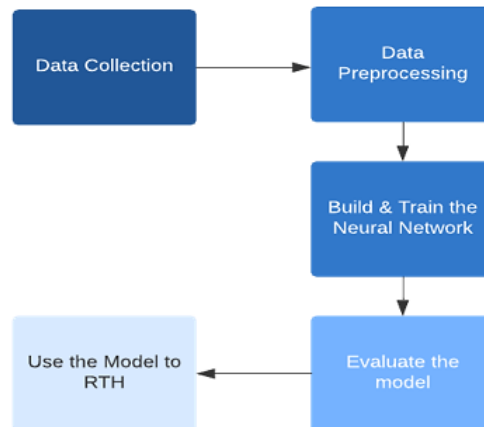 Data Collection
Data
Preprocessing
Build & Train the
Neural Network
Evaluate the
model
Use the Model to
RTH